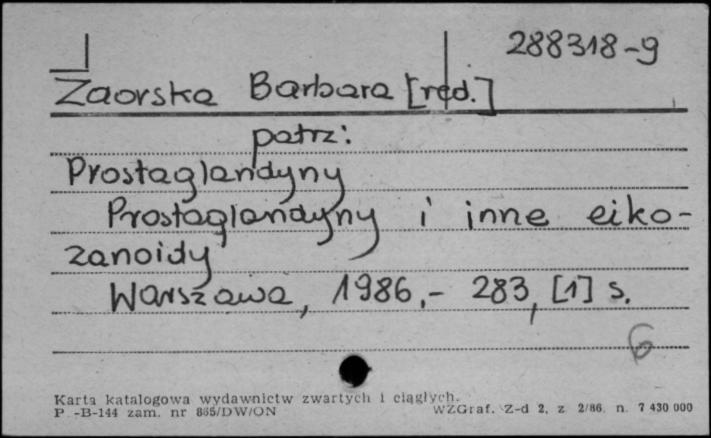 288318-9
Zaorska Barbara [red.]
patrz:
Prostaglandyny
Prostaglandyny i inne eiko-
zanoidy
Warszawa, 1986.- 283, [1] s.
6
Karta katalogowa wydawnictw zwartych i ciągłych.
P.-B-144 zam. nr 865/DW/ON WZGraf. Z-d 2, z. 2/86. n. 7 430 000